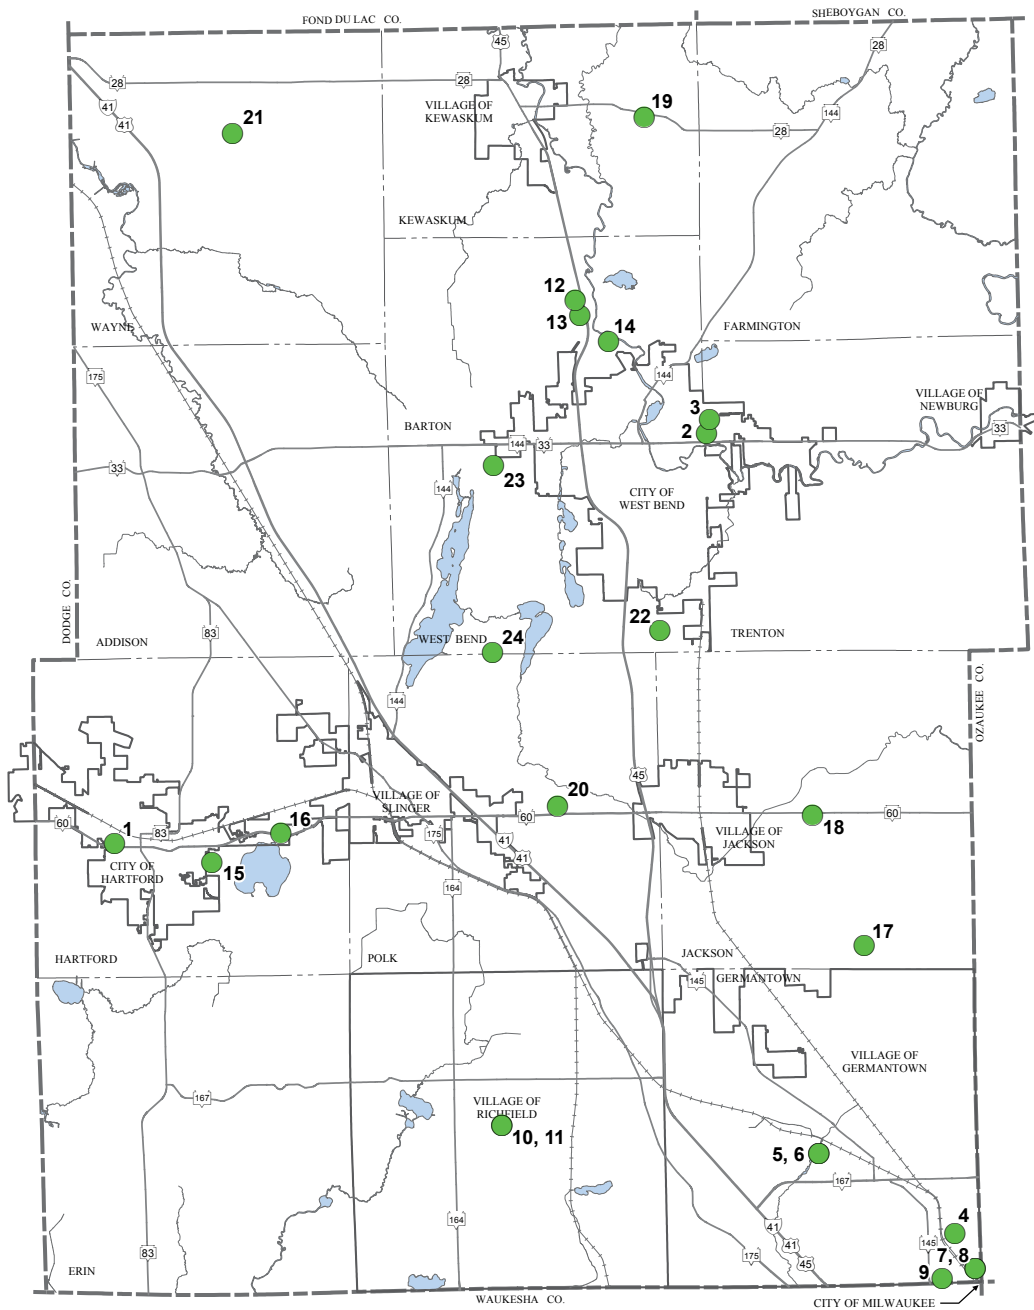 FOND DU LAC CO.
SHEBOYGAN CO.
45
28
28
28
41
41
VILLAGE OF
KEWASKUM
19
144
28
21
KEWASKUM
12
13
14
WAYNE
FARMINGTON
175
144
VILLAGE OF
NEWBURG
3
2
33
BARTON
144
33
33
23
144
CITY OF
WEST BEND
DODGE CO.
83
22
TRENTON
ADDISON
WEST BEND
24
OZAUKEE CO.
144
45
VILLAGE OF
SLINGER
20
60
60
18
60
1
83
16
175
41
41
VILLAGE OF
JACKSON
CITY OF
HARTFORD
15
164
17
HARTFORD
POLK
JACKSON
GERMANTOWN
145
VILLAGE OF
GERMANTOWN
167
VILLAGE OF
RICHFIELD
10, 11
5, 6
167
4
164
41
41
45
145
7, 8
83
175
9
ERIN
WAUKESHA CO.
CITY OF MILWAUKEE